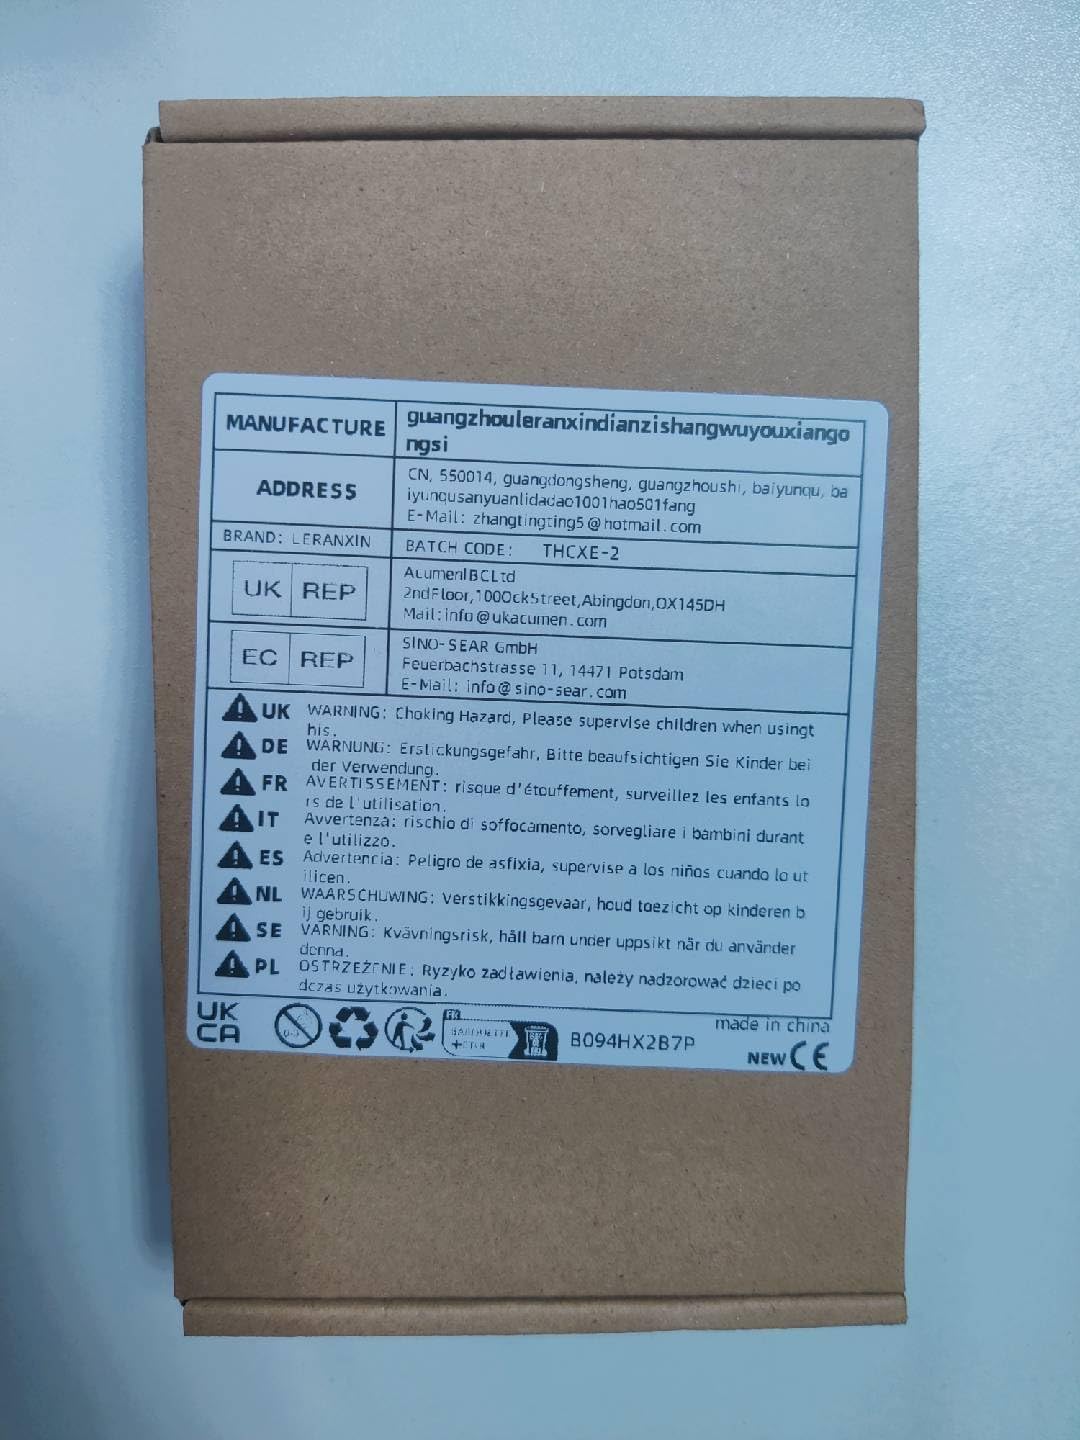 MANUFACTURE
guangzhouleranxindianzishangwuyouxiango
ngsi
ADDRESS
CN, 550014, guangdongsheng, guangzhoushi, baiyunqu, ba
iyunqusanyuanlidadao1001hao501fang
E-Mail: zhangtingting5@hotmail.com
BRAND: LERANXIN
BATCH CODE: THCXE-2
UK REP
AcumenIBCLtd
2ndFloor,100OckStreet,Abingdon,OX145DH
Mail:info@ukacumen.com
EC REP
SINO-SEAR GmbH
Feuerbachstrasse 11, 14471 Potsdam
E-Mail: info@sino-sear.com
UK WARNING: Choking Hazard, Please supervise children when usingt
his.
DE WARNUNG: Erstickungsgefahr, Bitte beaufsichtigen Sie Kinder bei
der Verwendung.
FR AVERTISSEMENT: risque d'étouffement, surveillez les enfants lo
rs de l'utilisation.
IT Avvertenza: rischio di soffocamento, sorvegliare i bambini durant
e l'utilizzo.
ES Advertencia: Peligro de asfixia, supervise a los niños cuando lo ut
ilicen.
NL WAARSCHUWING: Verstikkingsgevaar, houd toezicht op kinderen b
ij gebruik.
SE VARNING: Kvävningsrisk, håll barn under uppsikt når du använder
denna.
PL OSTRZEŻENIE: Ryzyko zadławienia, należy nadzorować dzieci po
dczas użytkowania.
UK
CA
0-3
FR
B094HX2B7P
made in china
NEW CE